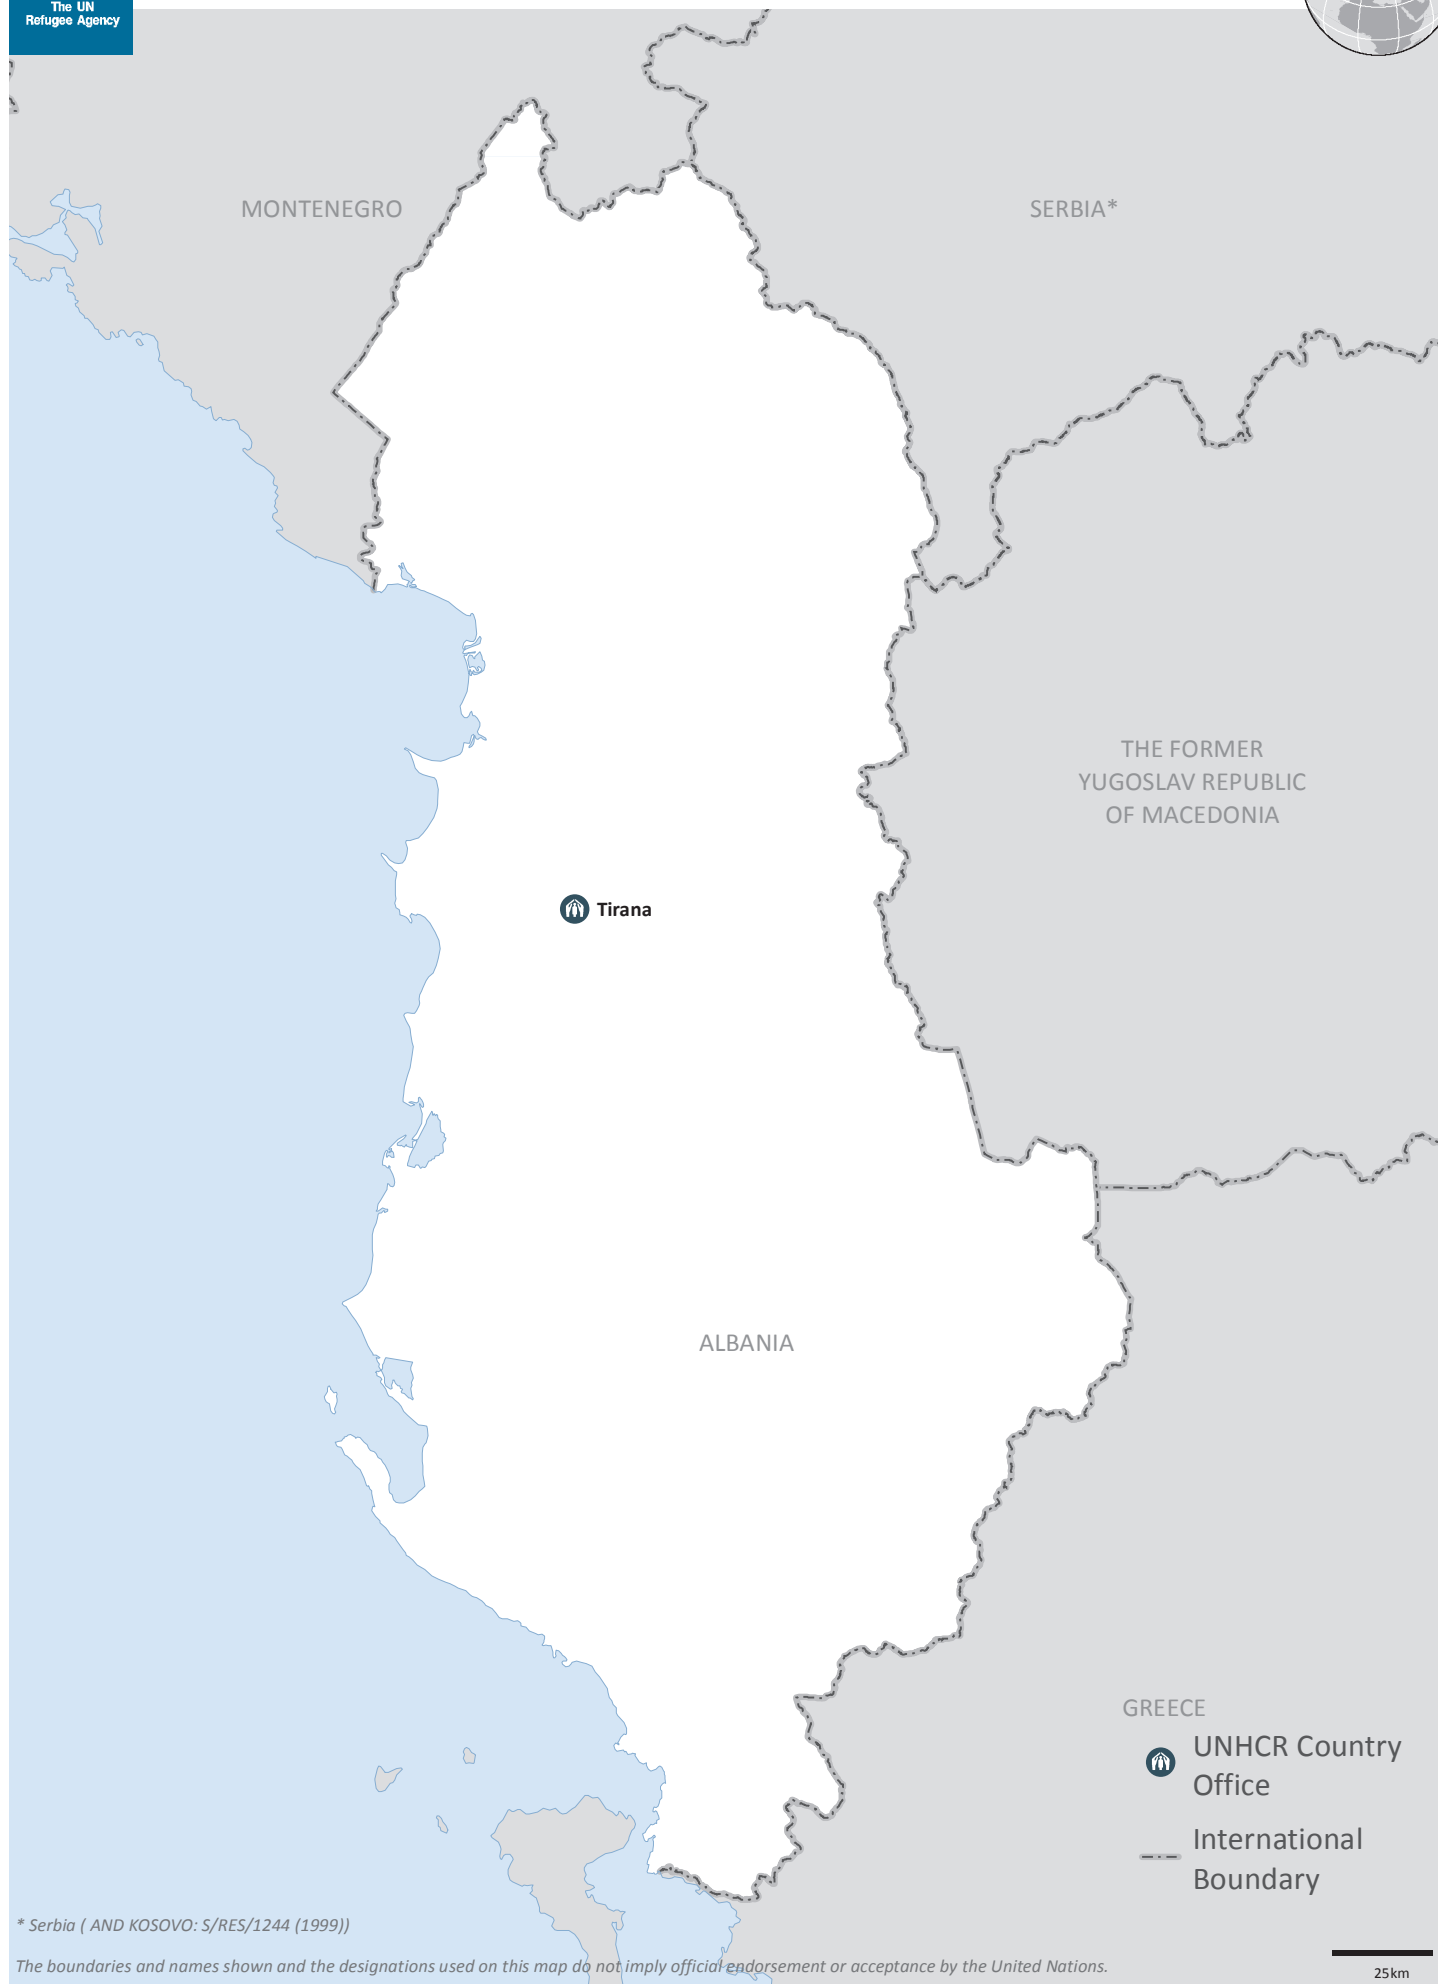 The UN
Refugee Agency
MONTENEGRO
SERBIA*
THE FORMER
YUGOSLAV REPUBLIC
OF MACEDONIA
Tirana
ALBANIA
GREECE
UNHCR Country
Office
International
Boundary
* Serbia ( AND KOSOVO: S/RES/1244 (1999))
The boundaries and names shown and the designations used on this map do not imply official endorsement or acceptance by the United Nations.
25km